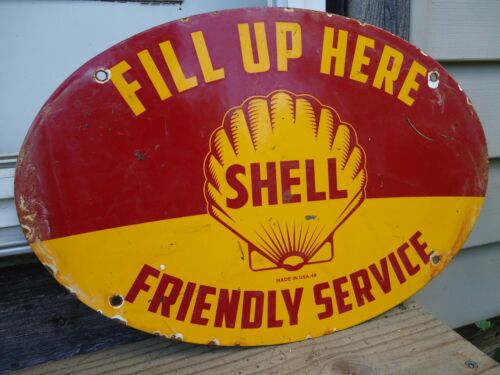 FILL UP HERE
SHELL
MADE IN USA 48
FRIENDLY SERVICE